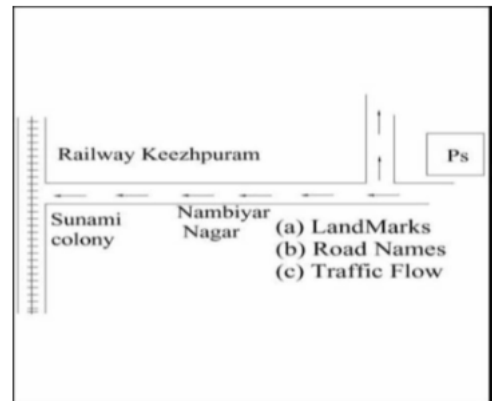 Railway Keezhpuram
Ps
Sunami
colony
Nambiyar
Nagar
(a) LandMarks
(b) Road Names
(c) Traffic Flow